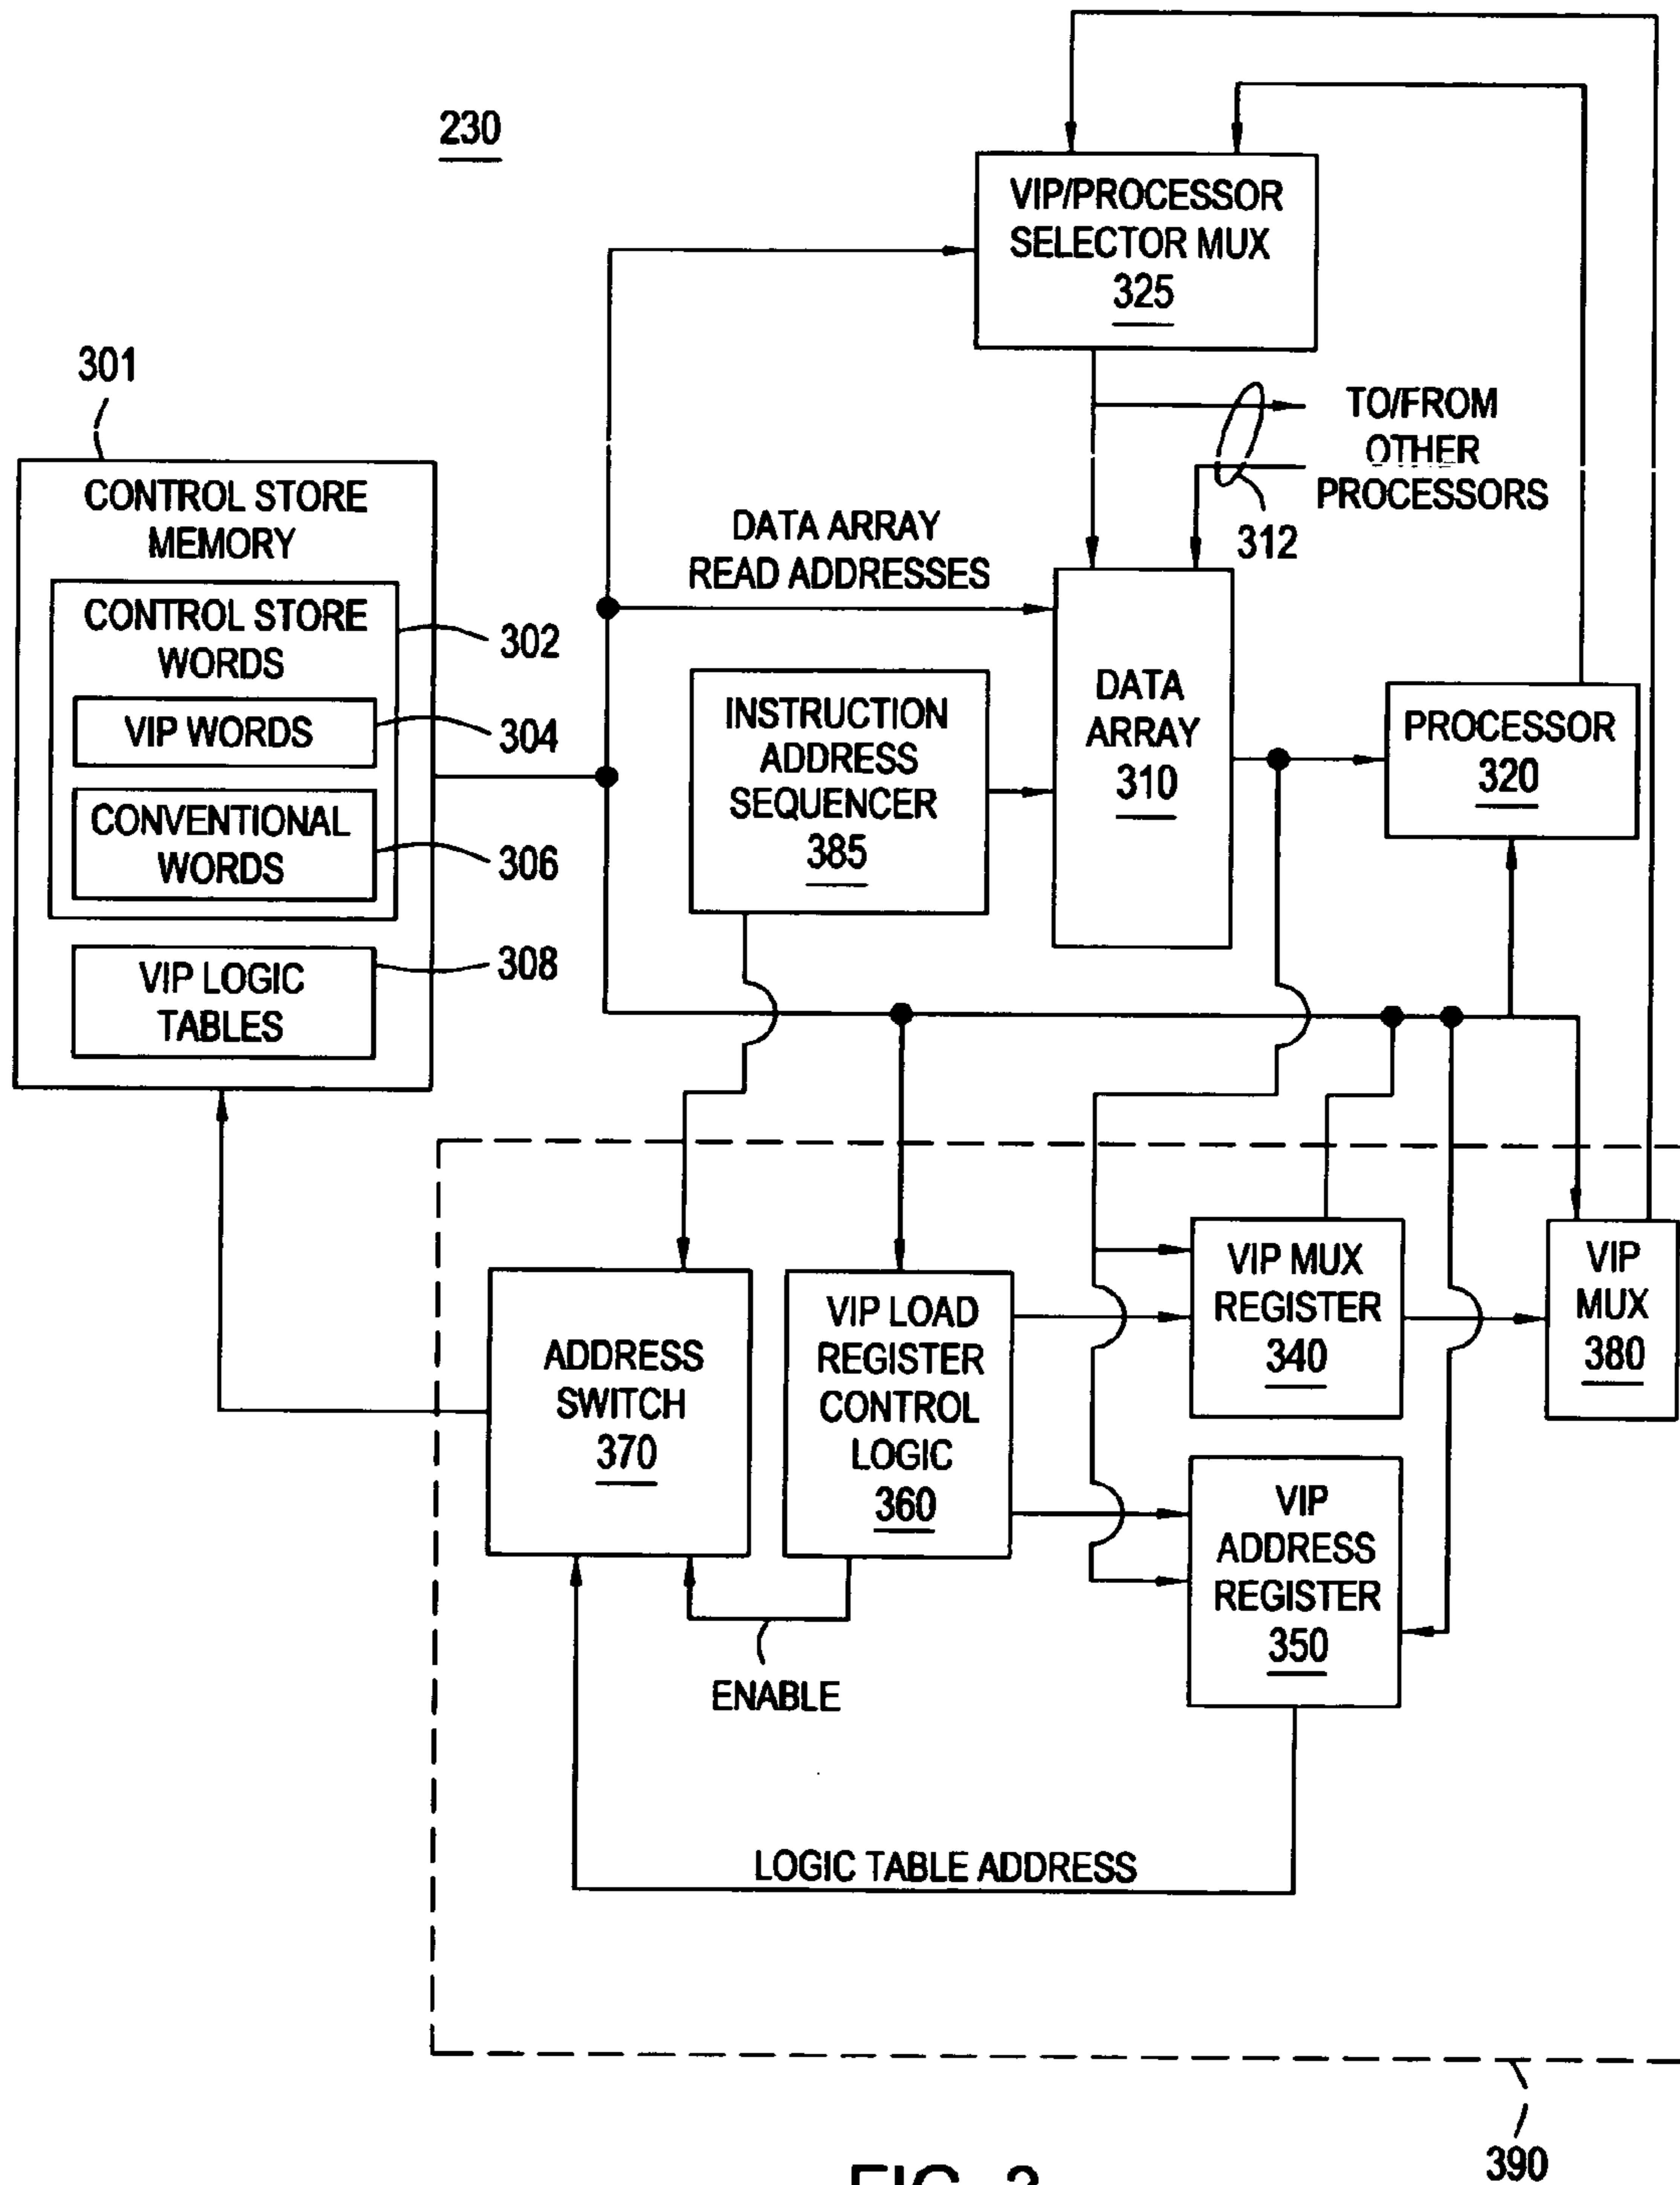 230
VIP/PROCESSOR
SELECTOR MUX
325
301
TO/FROM
OTHER
PROCESSORS
312
CONTROL STORE
MEMORY
CONTROL STORE
WORDS
302
VIP WORDS
304
CONVENTIONAL
WORDS
306
VIP LOGIC
TABLES
308
DATA ARRAY
READ ADDRESSES
INSTRUCTION
ADDRESS
SEQUENCER
385
DATA
ARRAY
310
PROCESSOR
320
ADDRESS
SWITCH
370
VIP LOAD
REGISTER
CONTROL
LOGIC
360
VIP MUX
REGISTER
340
VIP
MUX
380
VIP
ADDRESS
REGISTER
350
ENABLE
LOGIC TABLE ADDRESS
390
FIG. 3